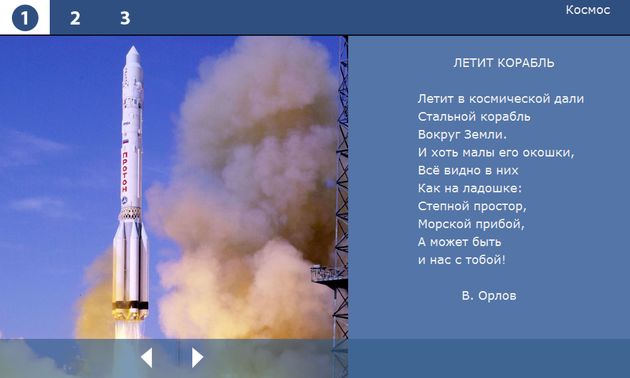 1 2 3
Космос
ПРОТОН
ЛЕТИТ КОРАБЛЬ
Летит в космической дали
Стальной корабль
Вокруг Земли.
И хоть малы его окошки,
Всё видно в них
Как на ладошке:
Степной простор,
Морской прибой,
А может быть
и нас с тобой!
В. Орлов